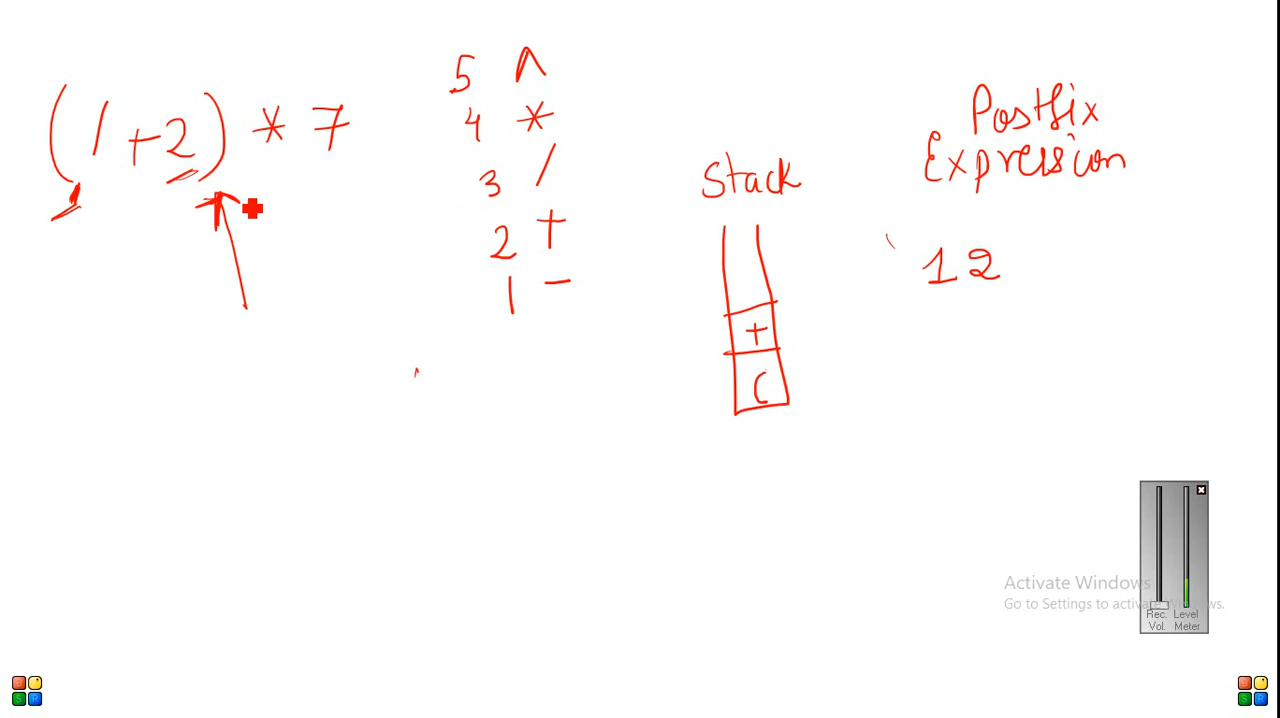 (1+2) * 7
5 ^
4 *
3 /
2 +
1 -
Stack
+
(
Postfix
Expression
1 2
Activate Windows
Go to Settings to activate Windows.
Rec. Vol.
Level Meter